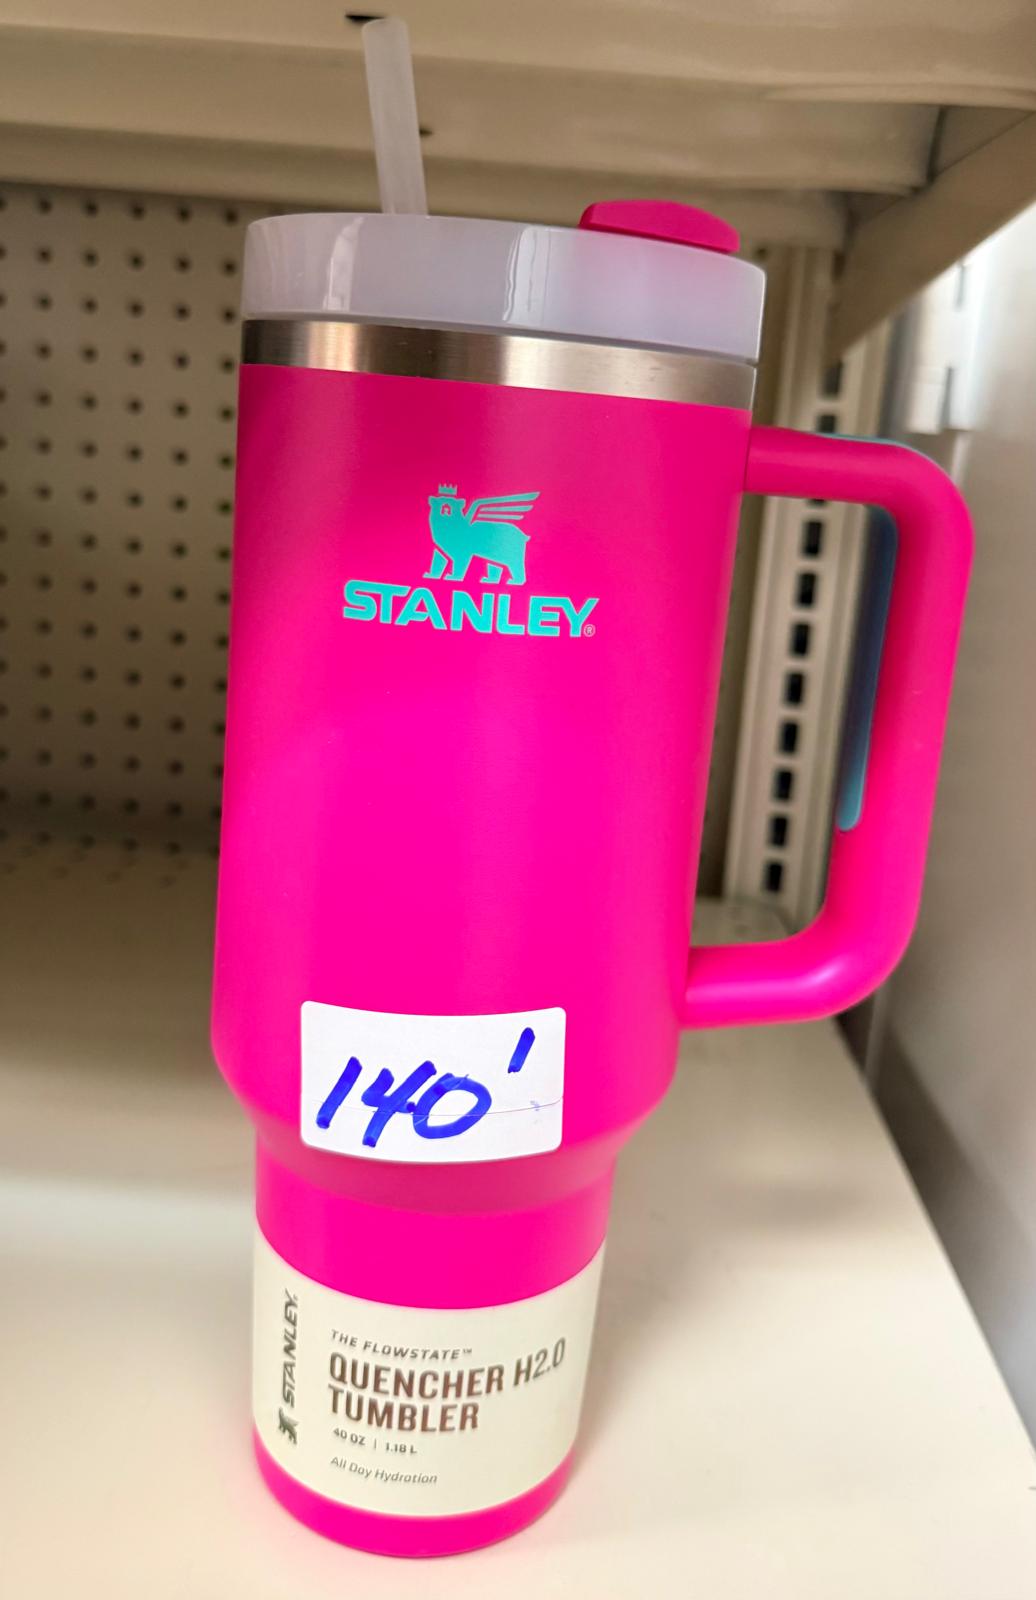 STANLEY®
140'
STANLEY.
THE FLOWSTATE™
QUENCHER H2.0
TUMBLER
40 OZ | 1.18 L
All Day Hydration